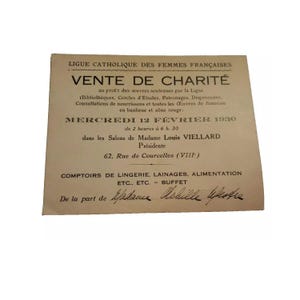 LIGUE CATHOLIQUE DES FEMMES FRANÇAISES
VENTE DE CHARITÉ
au profit des œuvres soutenues par la Ligue
(Bibliothèques, Cercles d'Études, Patronages, Dispensaires,
Consultations de nourrissons et toutes les Œuvres de jeunesse
en banlieue et zône rouge)
MERCREDI 12 FÉVRIER 1930
de 2 heures à 6 h. 30
dans les Salons de Madame Louis VIELLARD
Présidente
62, Rue de Courcelles (VIIIe)
COMPTOIRS DE LINGERIE, LAINAGES, ALIMENTATION
ETC., ETC. – BUFFET
De la part de